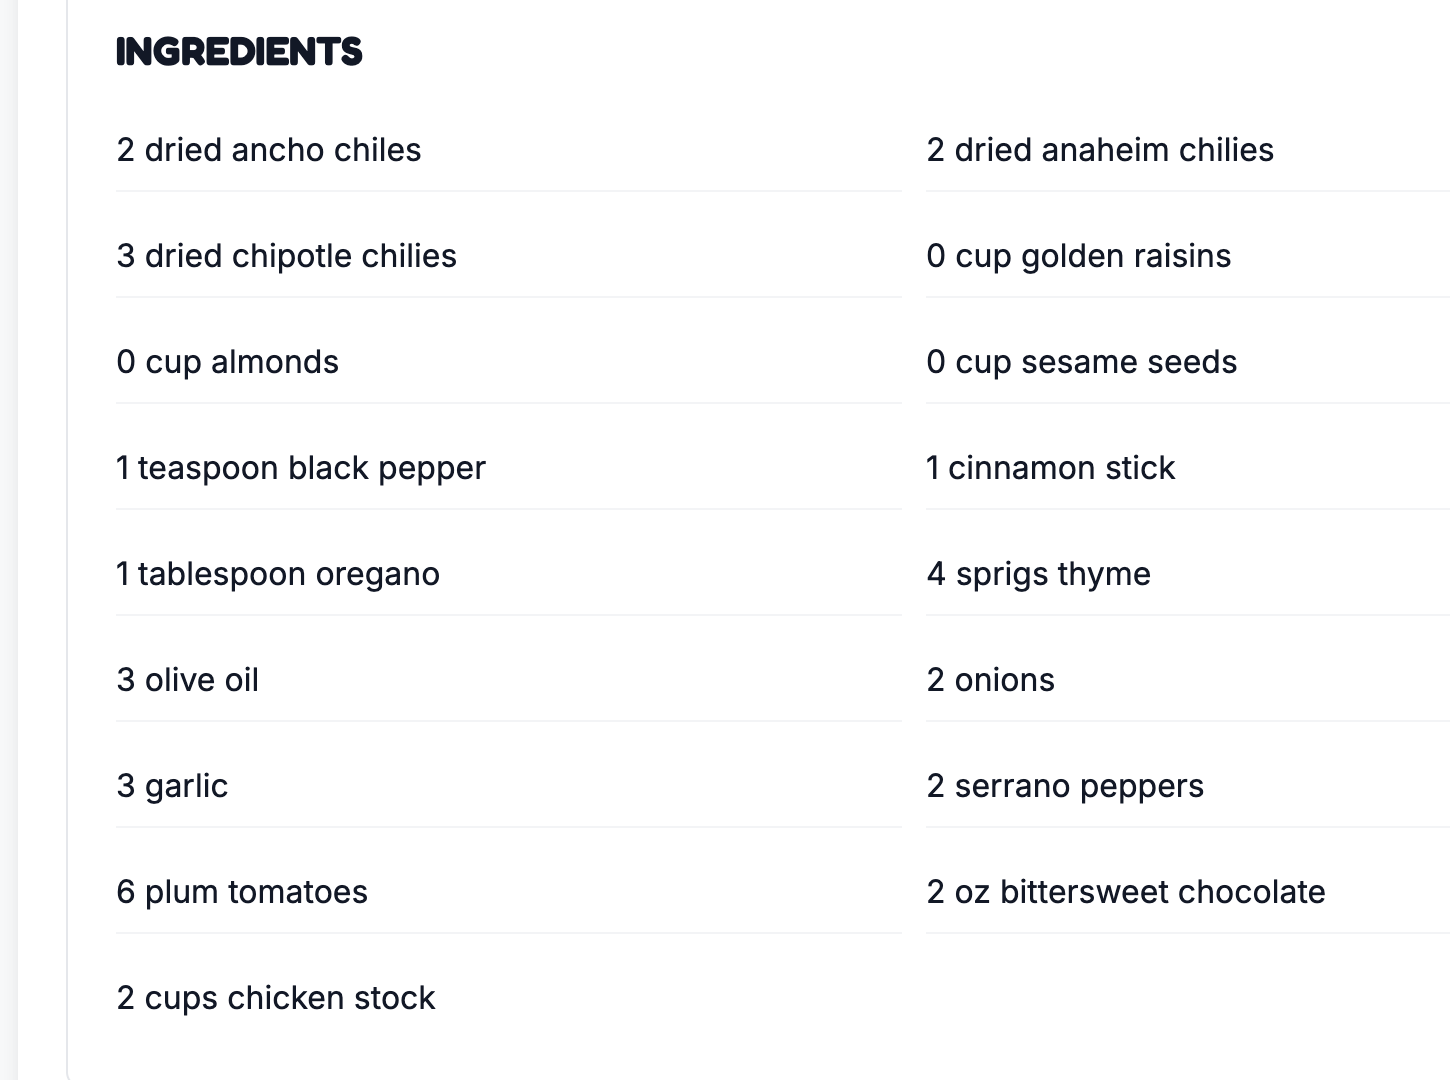 INGREDIENTS
2 dried ancho chiles
2 dried anaheim chilies
3 dried chipotle chilies
0 cup golden raisins
0 cup almonds
0 cup sesame seeds
1 teaspoon black pepper
1 cinnamon stick
1 tablespoon oregano
4 sprigs thyme
3 olive oil
2 onions
3 garlic
2 serrano peppers
6 plum tomatoes
2 oz bittersweet chocolate
2 cups chicken stock